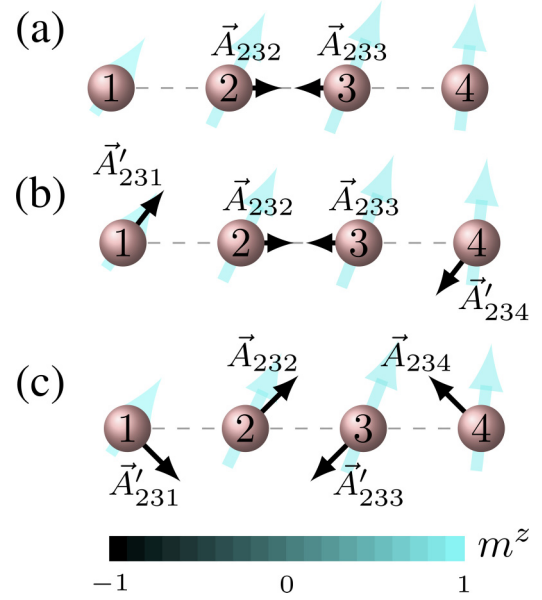 (a)
A⃗₂₃₂ A⃗₂₃₃
1 2 3 4
(b)
A⃗′₂₃₁ A⃗₂₃₂ A⃗₂₃₃
1 2 3 4
A⃗′₂₃₄
(c)
A⃗₂₃₂ A⃗₂₃₄
1 2 3 4
A⃗′₂₃₁ A⃗′₂₃₃
mᶻ
−1 0 1